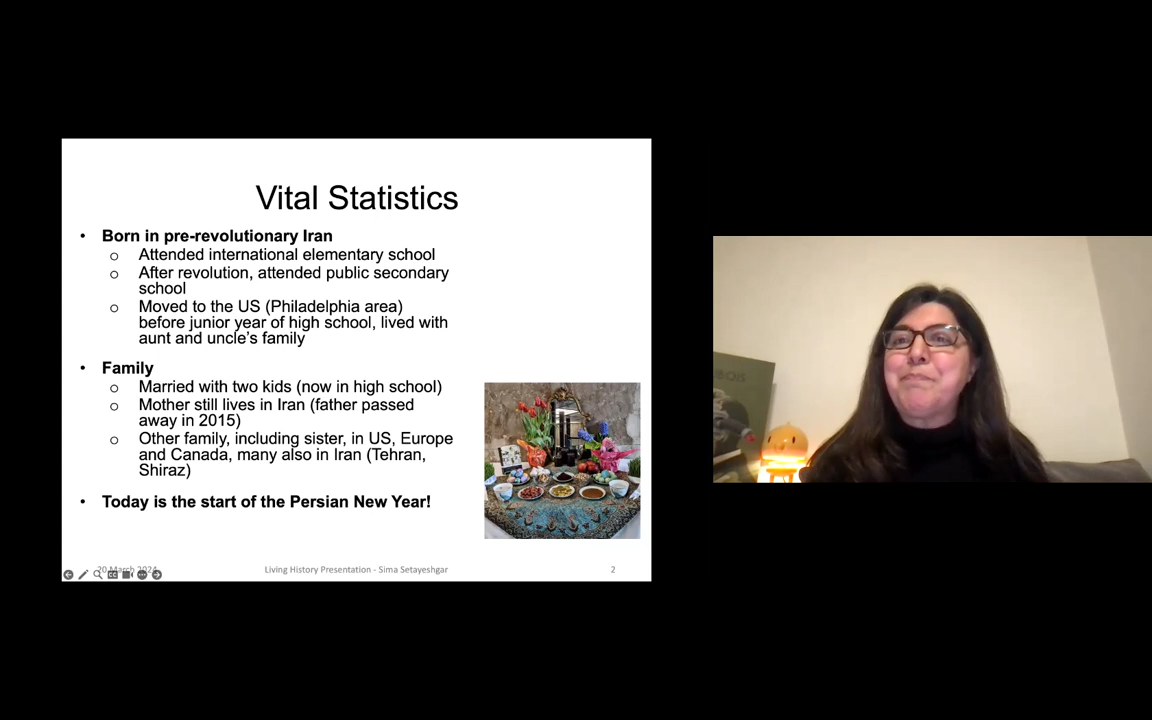 Vital Statistics
• Born in pre-revolutionary Iran
o Attended international elementary school
o After revolution, attended public secondary
school
o Moved to the US (Philadelphia area)
before junior year of high school, lived with
aunt and uncle's family
• Family
o Married with two kids (now in high school)
o Mother still lives in Iran (father passed
away in 2015)
o Other family, including sister, in US, Europe
and Canada, many also in Iran (Tehran,
Shiraz)
• Today is the start of the Persian New Year!
20 March 2024
Living History Presentation - Sima Setayeshgar
2